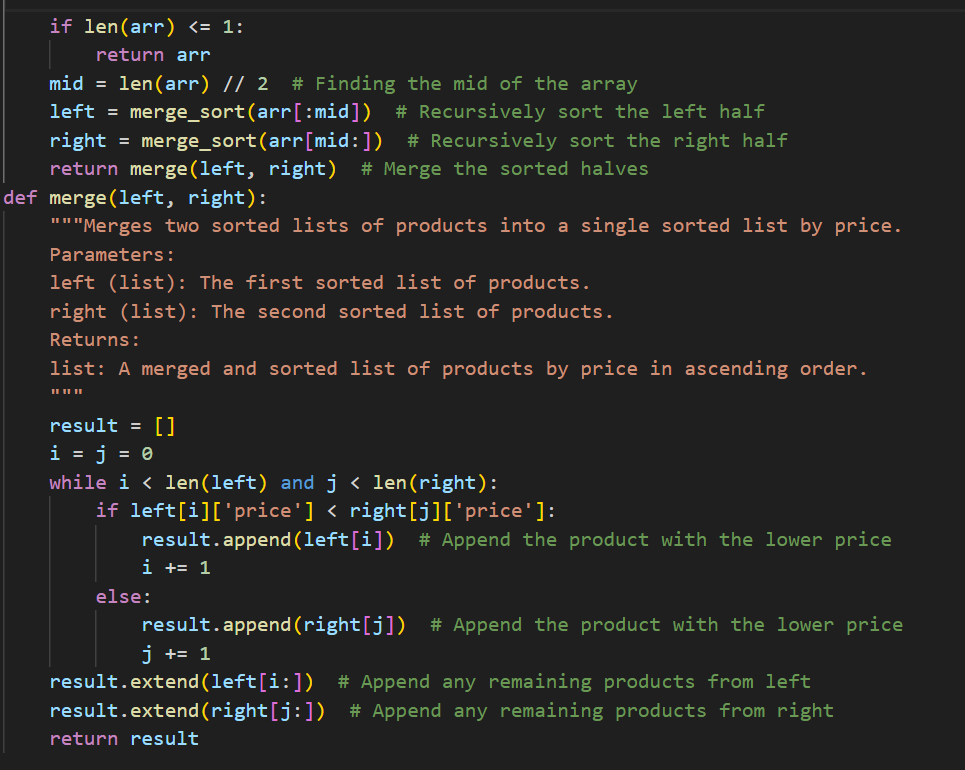 if len(arr) <= 1:
        return arr
    mid = len(arr) // 2  # Finding the mid of the array
    left = merge_sort(arr[:mid])  # Recursively sort the left half
    right = merge_sort(arr[mid:])  # Recursively sort the right half
    return merge(left, right)  # Merge the sorted halves
def merge(left, right):
    """Merges two sorted lists of products into a single sorted list by price.
    Parameters:
    left (list): The first sorted list of products.
    right (list): The second sorted list of products.
    Returns:
    list: A merged and sorted list of products by price in ascending order.
    """
    result = []
    i = j = 0
    while i < len(left) and j < len(right):
        if left[i]['price'] < right[j]['price']:
            result.append(left[i])  # Append the product with the lower price
            i += 1
        else:
            result.append(right[j])  # Append the product with the lower price
            j += 1
    result.extend(left[i:])  # Append any remaining products from left
    result.extend(right[j:])  # Append any remaining products from right
    return result